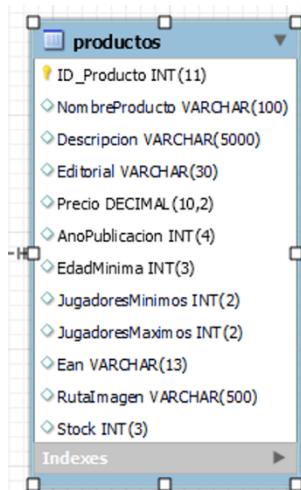 productos
ID_Producto INT(11)
NombreProducto VARCHAR(100)
Descripcion VARCHAR(5000)
Editorial VARCHAR(30)
Precio DECIMAL(10,2)
AnoPublicacion INT(4)
EdadMinima INT(3)
JugadoresMinimos INT(2)
JugadoresMaximos INT(2)
Ean VARCHAR(13)
RutaImagen VARCHAR(500)
Stock INT(3)
Indexes